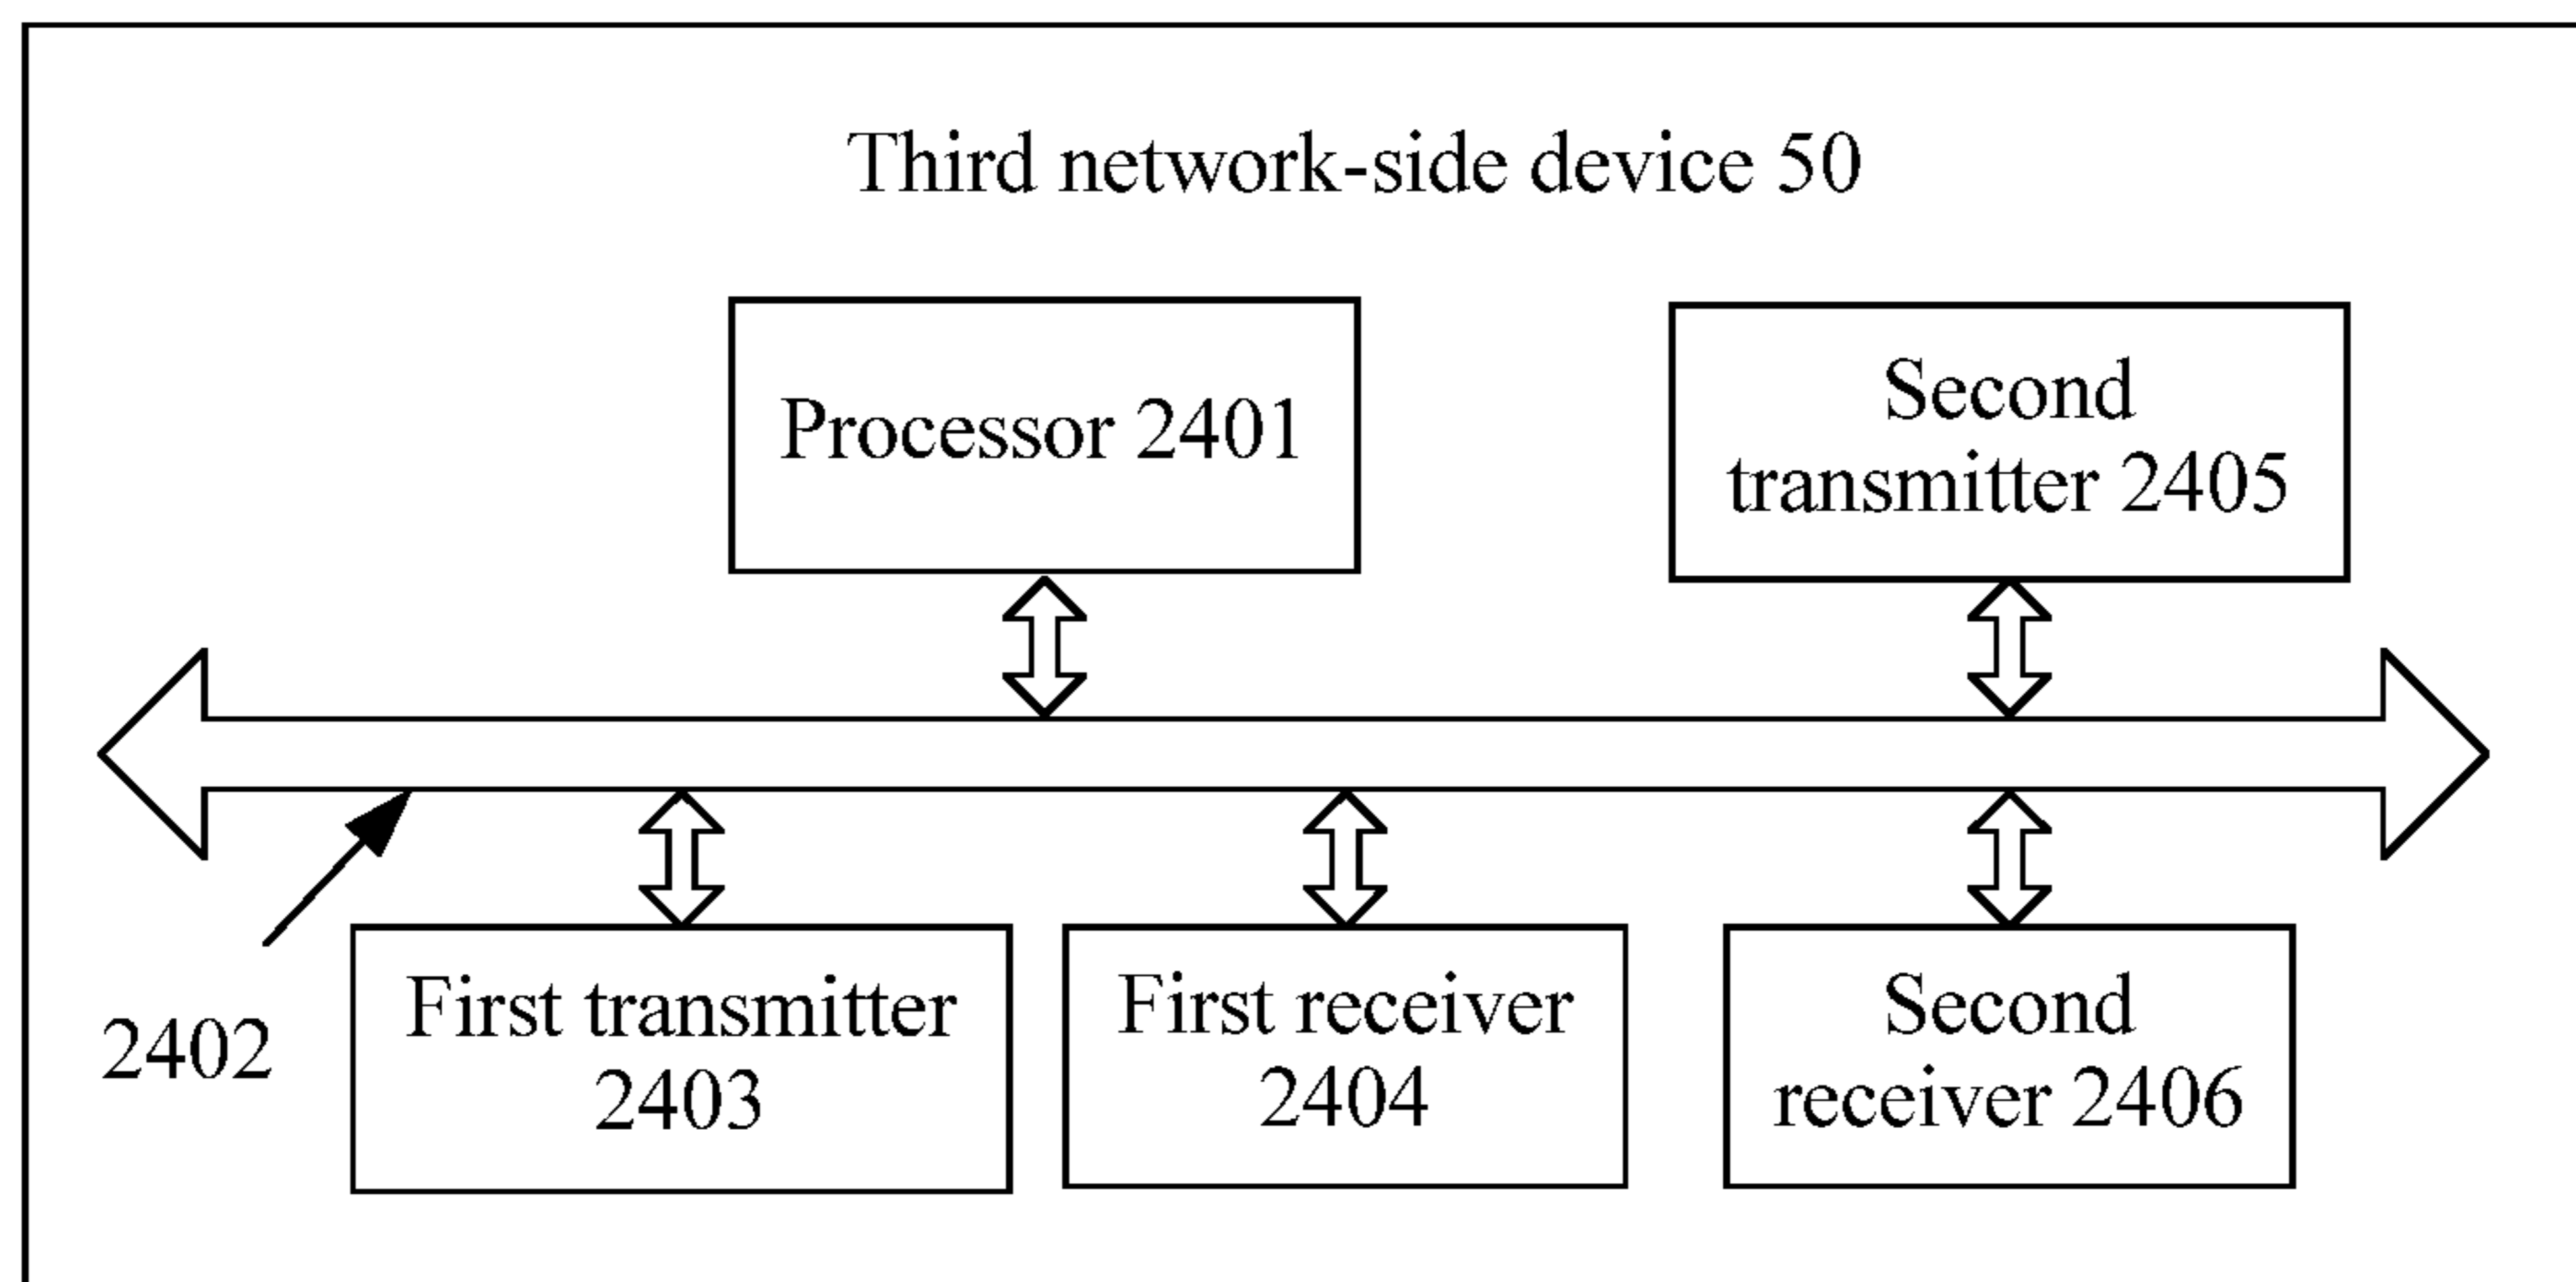 Third network-side device 50
Processor 2401
Second
transmitter 2405
2402
First transmitter
2403
First receiver
2404
Second
receiver 2406